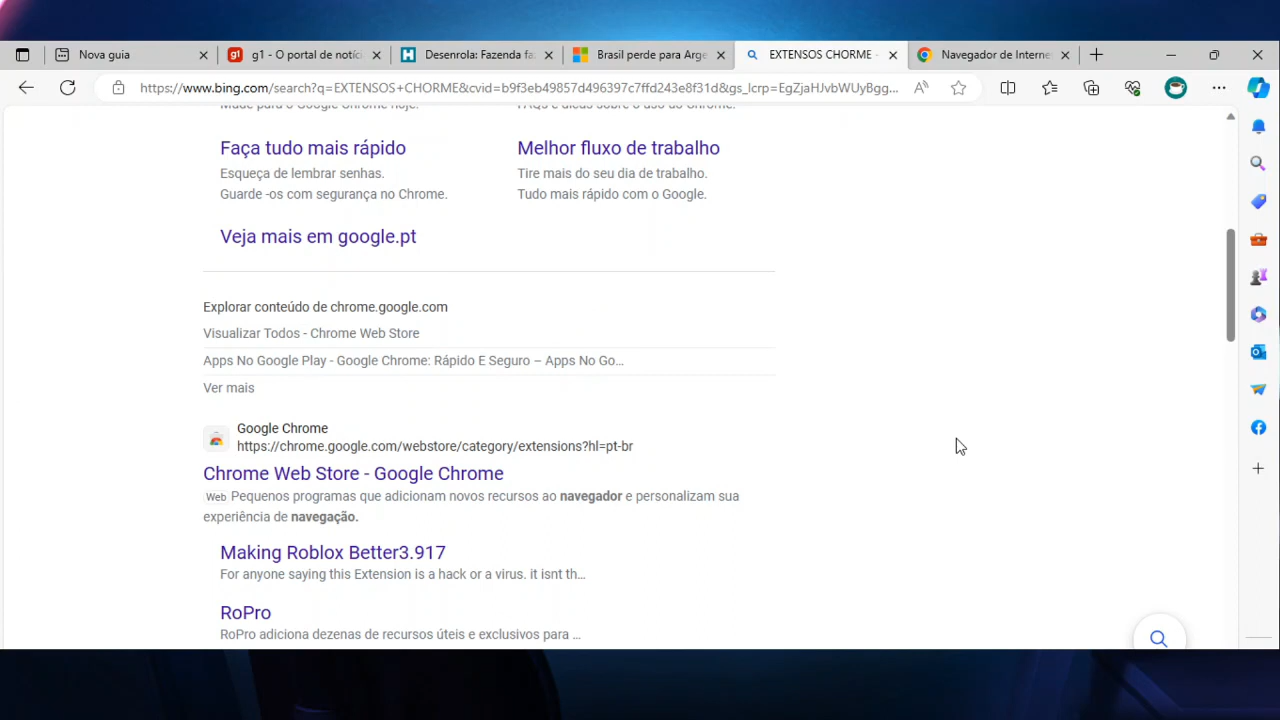 Nova guia
g1 - O portal de notíci
Desenrola: Fazenda fa
Brasil perde para Arge
EXTENSOS CHORME -
Navegador de Interne
https://www.bing.com/search?q=EXTENSOS+CHORME&cvid=b9f3eb49857d496397c7ffd243e8f31d&gs_lcrp=EgZjaHJvbWUyBgg...
Mude para o Google Chrome hoje.
FAQs e dicas sobre o uso do Chrome.
Faça tudo mais rápido
Esqueça de lembrar senhas.
Guarde -os com segurança no Chrome.
Melhor fluxo de trabalho
Tire mais do seu dia de trabalho.
Tudo mais rápido com o Google.
Veja mais em google.pt
Explorar conteúdo de chrome.google.com
Visualizar Todos - Chrome Web Store
Apps No Google Play - Google Chrome: Rápido E Seguro – Apps No Go...
Ver mais
Google Chrome
https://chrome.google.com/webstore/category/extensions?hl=pt-br
Chrome Web Store - Google Chrome
Web Pequenos programas que adicionam novos recursos ao navegador e personalizam sua
experiência de navegação.
Making Roblox Better3.917
For anyone saying this Extension is a hack or a virus. it isnt th...
RoPro
RoPro adiciona dezenas de recursos úteis e exclusivos para ...